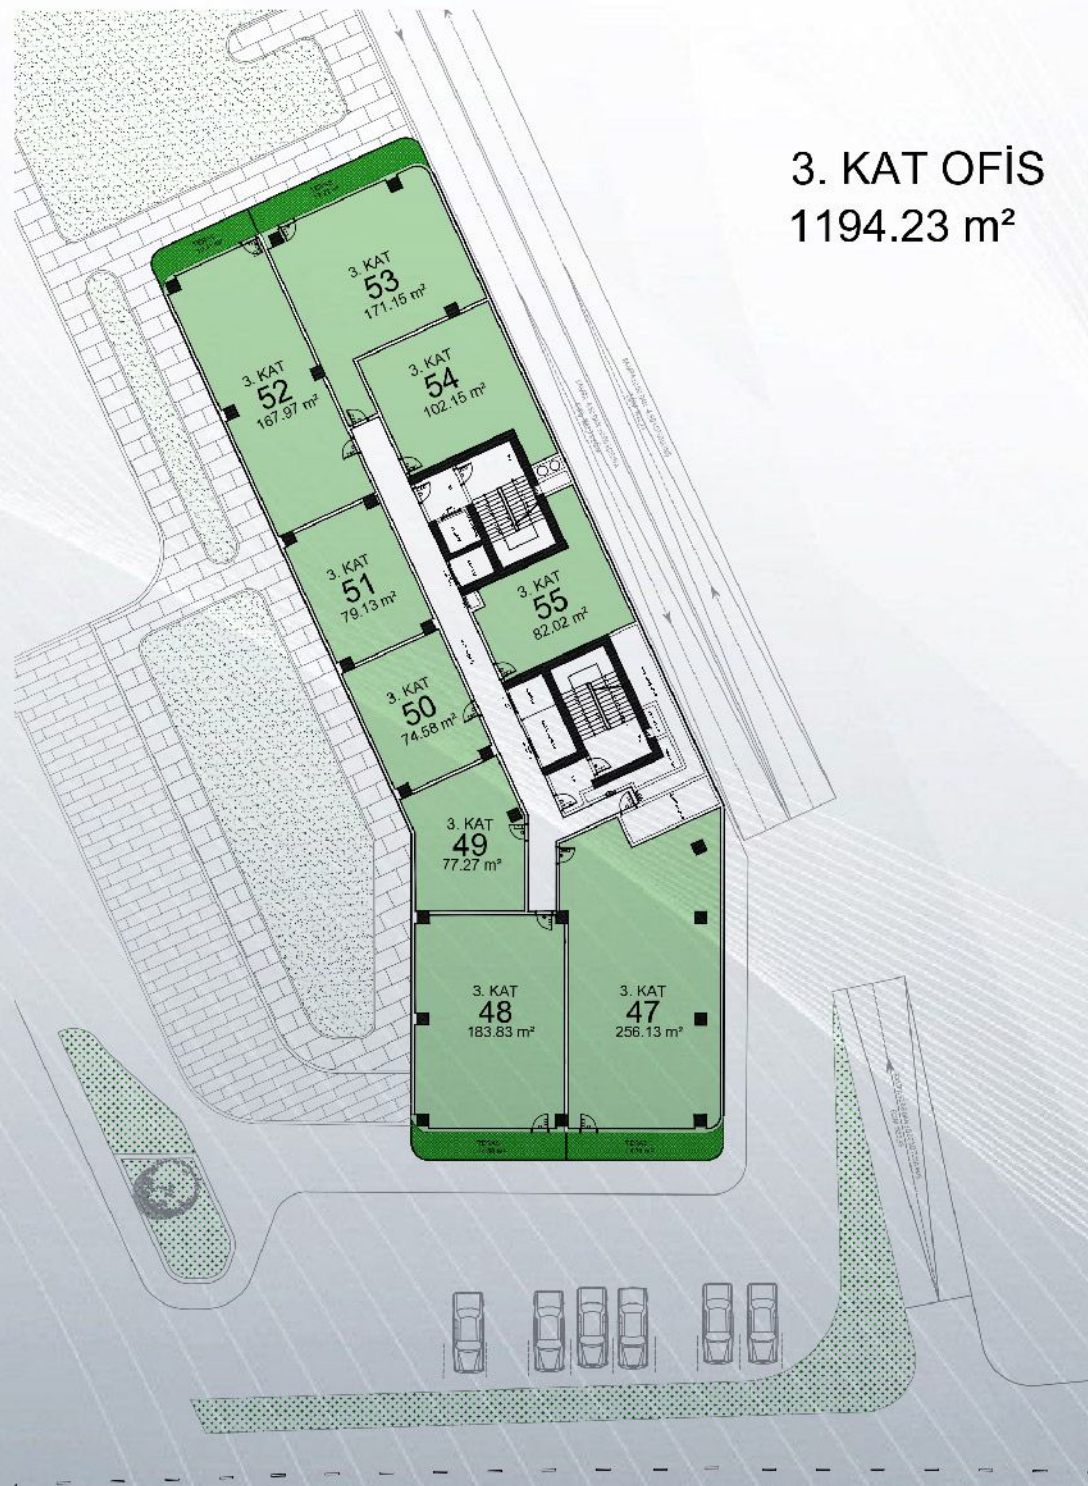 3. KAT OFİS
1194.23 m²
3. KAT
53
171.15 m²
3. KAT
54
102.15 m²
3. KAT
52
167.97 m²
3. KAT
51
79.13 m²
3. KAT
55
82.02 m²
3. KAT
50
74.58 m²
3. KAT
49
77.27 m²
3. KAT
48
183.83 m²
3. KAT
47
256.13 m²
TERAS
TERAS